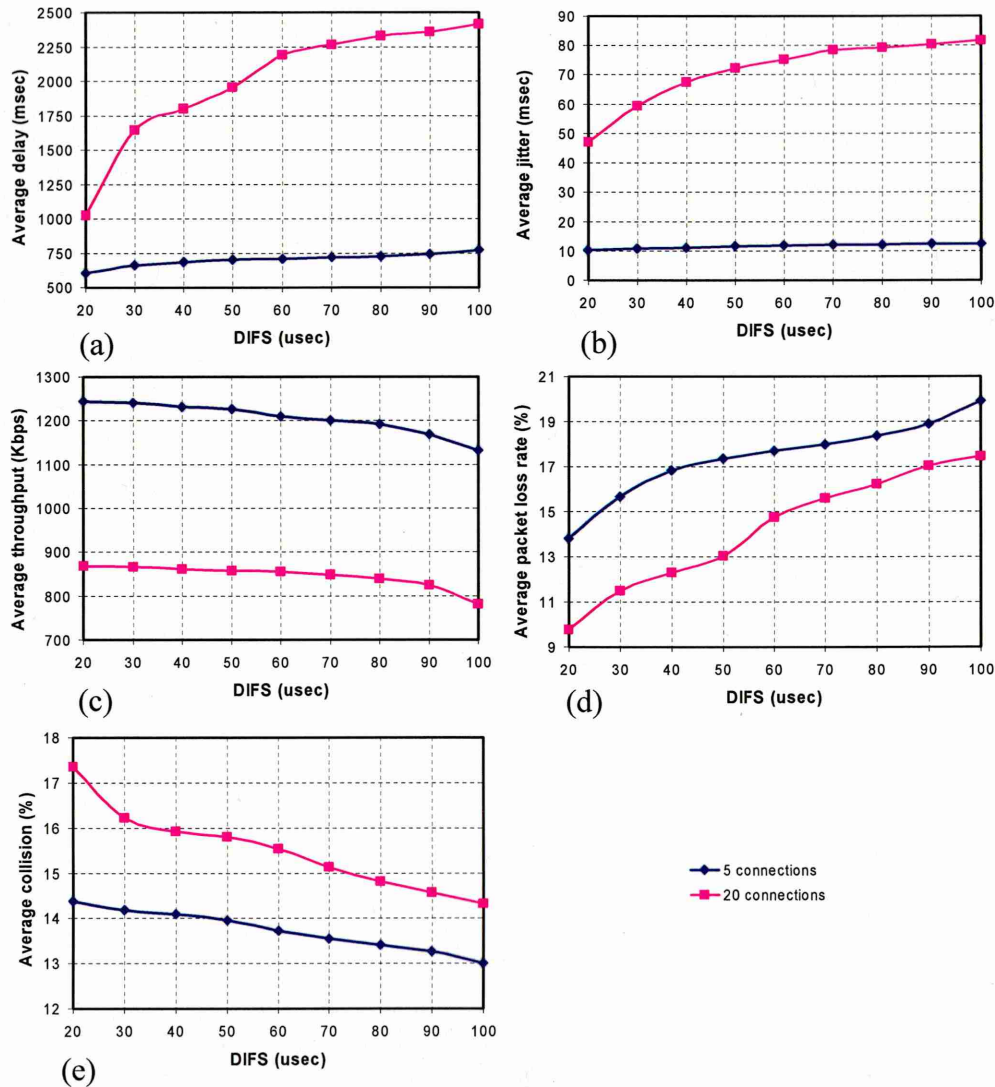 Average delay (msec)
2500
2250
2000
1750
1500
1250
1000
750
500
20 30 40 50 60 70 80 90 100
DIFS (usec)
(a)
Average jitter (msec)
90
80
70
60
50
40
30
20
10
0
20 30 40 50 60 70 80 90 100
DIFS (usec)
(b)
Average throughput (Kbps)
1300
1200
1100
1000
900
800
700
20 30 40 50 60 70 80 90 100
DIFS (usec)
(c)
Average packet loss rate (%)
21
19
17
15
13
11
9
20 30 40 50 60 70 80 90 100
DIFS (usec)
(d)
Average collision (%)
18
17
16
15
14
13
12
20 30 40 50 60 70 80 90 100
DIFS (usec)
(e)
5 connections
20 connections